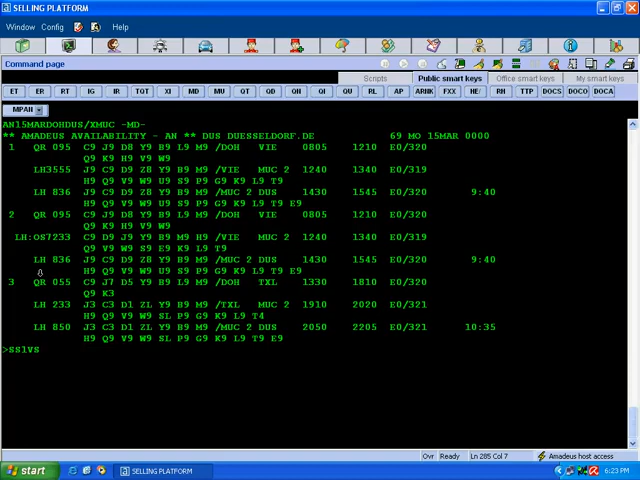 SELLING PLATFORM
Window Config Help
Command page
Scripts Public smart keys Office smart keys My smart keys
ET ER RT IG IR TQT XI MD MU QT QD QN QI QU RL AP ARNK FXX HE/ RH TTP DOCS DOCO DOCA
MPAN
AN15MARDOHDUS/XMUC -MD-
** AMADEUS AVAILABILITY - AN ** DUS DUESSELDORF.DE 69 MO 15MAR 0000
1 QR 095 C9 J9 D8 Y9 B9 L9 M9 /DOH VIE 0805 1210 E0/320
Q9 K9 H9 V9 W9
LH3555 J9 C9 D9 Z8 Y9 B9 M9 /VIE MUC 2 1240 1340 E0/319
H9 Q9 V9 W9 U9 S9 P9 G9 K9 L9 T9
LH 836 J9 C9 D9 Z8 Y9 B9 M9 /MUC 2 DUS 1430 1545 E0/320 9:40
H9 Q9 V9 W9 U9 S9 P9 G9 K9 L9 T9 E9
2 QR 095 C9 J9 D8 Y9 B9 L9 M9 /DOH VIE 0805 1210 E0/320
Q9 K9 H9 V9 W9
LH:OS7233 J9 C9 D9 Z9 Y9 B9 M9 H9/VIE MUC 2 1240 1340 E0/319
Q9 V9 W9 S9 E9 K9 L9 T9
LH 836 J9 C9 D9 Z8 Y9 B9 M9 /MUC 2 DUS 1430 1545 E0/320 9:40
H9 Q9 V9 W9 U9 S9 P9 G9 K9 L9 T9 E9
3 QR 055 C9 J7 D5 Y9 B9 L9 M9 /DOH TXL 1330 1810 E0/320
Q9 K3
LH 233 J3 C3 D1 ZL Y9 B9 M9 /TXL MUC 2 1910 2020 E0/321
H9 Q9 V9 W9 SL P9 G9 K9 L9 T4
LH 850 J3 C3 D1 ZL Y9 B9 M9 /MUC 2 DUS 2050 2205 E0/321 10:35
H9 Q9 V9 W9 SL P9 G9 K9 L9 T9 E9
>SS1VS
Ovr Ready Ln 285 Col 7 Amadeus host access
start SELLING PLATFORM 6:23 PM